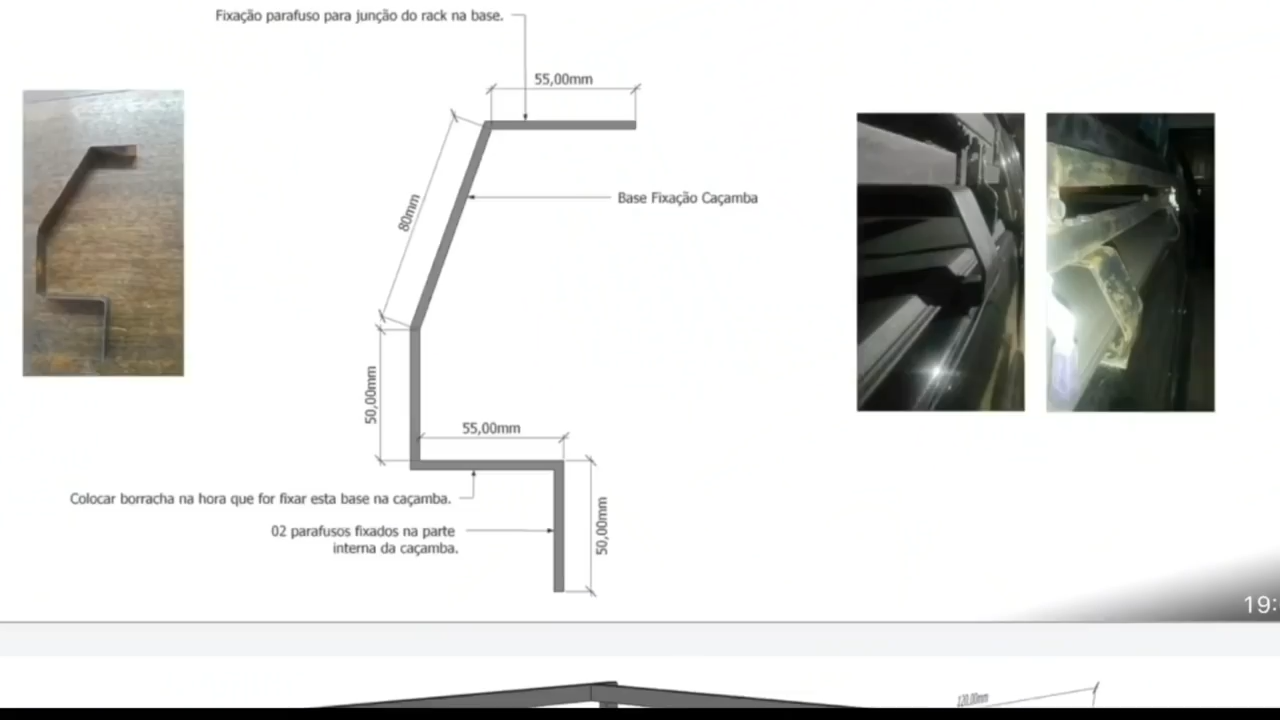 Fixação parafuso para junção do rack na base.
55,00mm
80mm
Base Fixação Caçamba
50,00mm
55,00mm
Colocar borracha na hora que for fixar esta base na caçamba.
02 parafusos fixados na parte
interna da caçamba.
50,00mm
19:
120,00mm